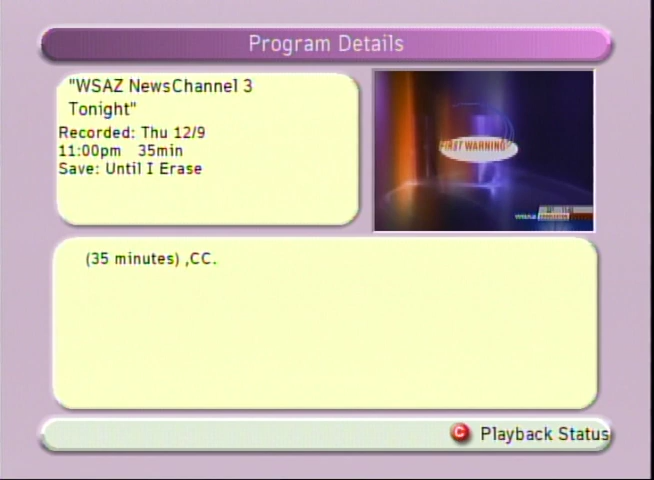 Program Details
"WSAZ NewsChannel 3
Tonight"
Recorded: Thu 12/9
11:00pm 35min
Save: Until I Erase
FIRST WARNING
WSAZ
(35 minutes) ,CC.
C Playback Status